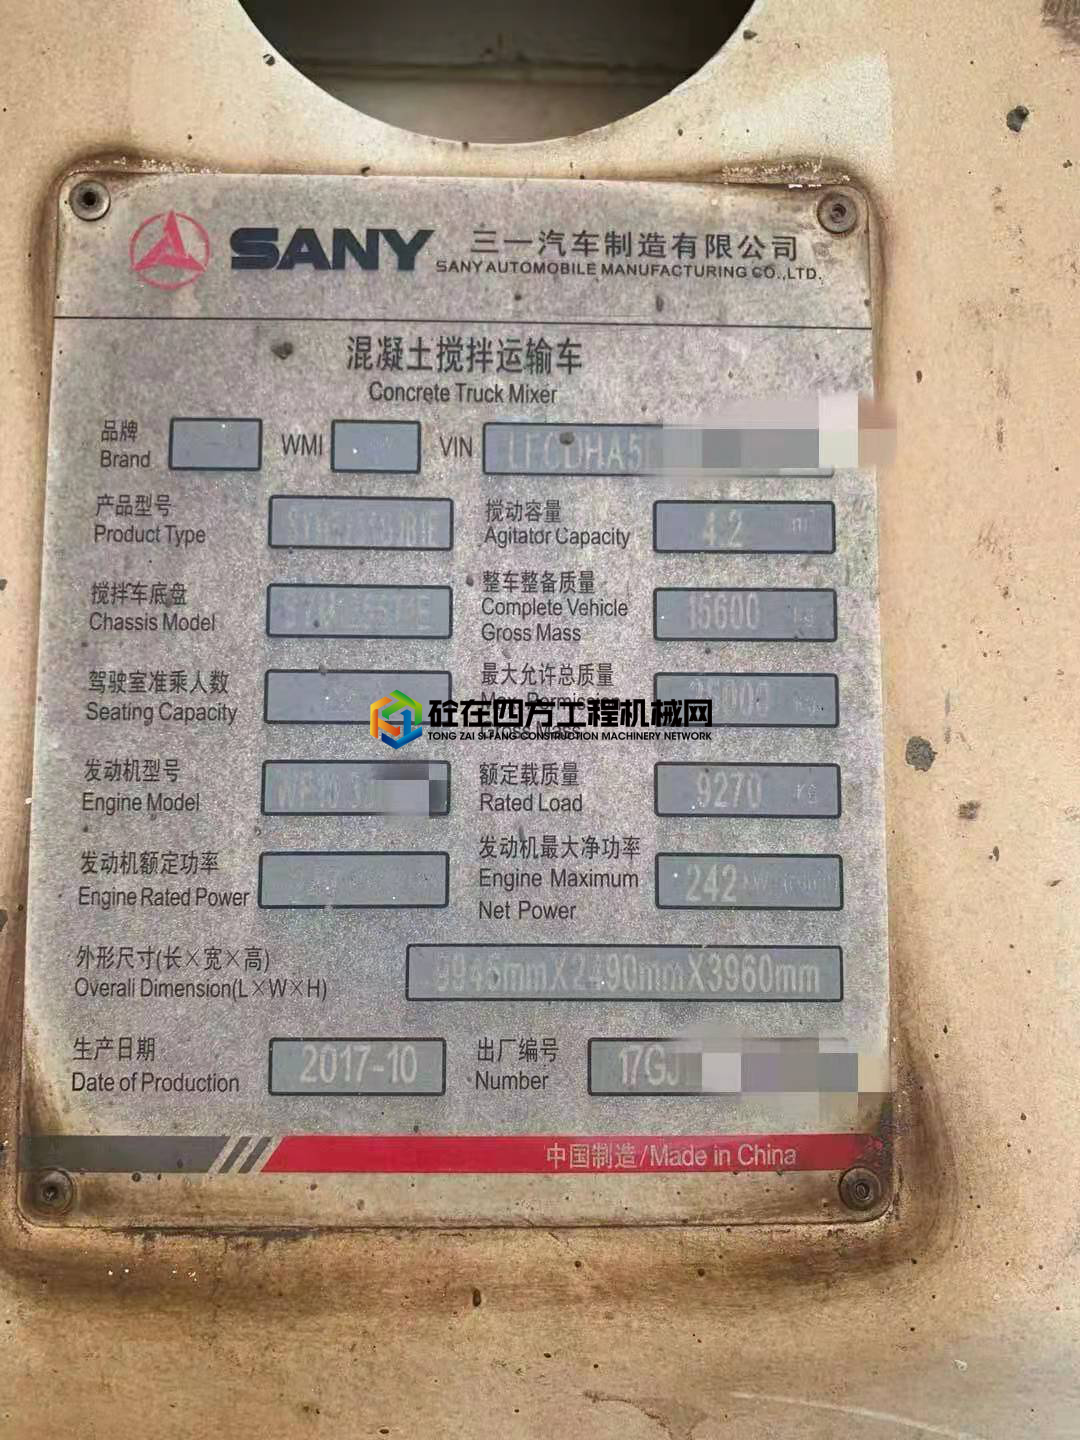 SANY 三一汽车制造有限公司
SANY AUTOMOBILE MANUFACTURING CO.,LTD.
混凝土搅拌运输车
Concrete Truck Mixer
品牌
Brand
WMI
VIN
产品型号
Product Type
搅动容量
Agitator Capacity
4.2
搅拌车底盘
Chassis Model
整车整备质量
Complete Vehicle
Gross Mass
15600 kg
驾驶室准乘人数
Seating Capacity
最大允许总质量
Gross Mass
砼在四方工程机械网
TONG ZAI SI FANG CONSTRUCTION MACHINERY NETWORK
发动机型号
Engine Model
额定载质量
Rated Load
9270 kg
发动机额定功率
Engine Rated Power
发动机最大净功率
Engine Maximum
Net Power
242
外形尺寸(长×宽×高)
Overali Dimension(L×W×H)
9945mmX2490mmX3960mm
生产日期
Date of Production
2017-10
出厂编号
Number
17GJ
中国制造/Made in China